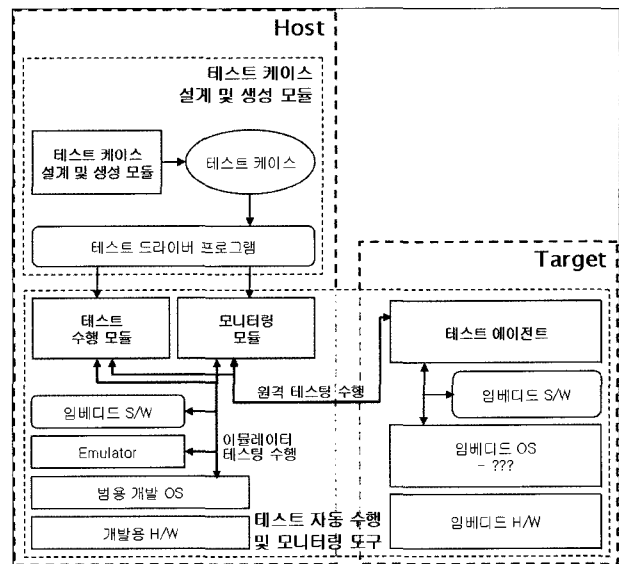 Host
테스트 케이스
설계 및 생성 모듈
테스트 케이스
설계 및 생성 모듈
테스트 케이스
테스트 드라이버 프로그램
Target
테스트
수행 모듈
모니터링
모듈
테스트 에이전트
원격 테스팅 수행
임베디드 S/W
임베디드 S/W
이뮬레이터
테스팅 수행
Emulator
임베디드 OS
- ???
범용 개발 OS
개발용 H/W
테스트 자동 수행
및 모니터링 도구
임베디드 H/W